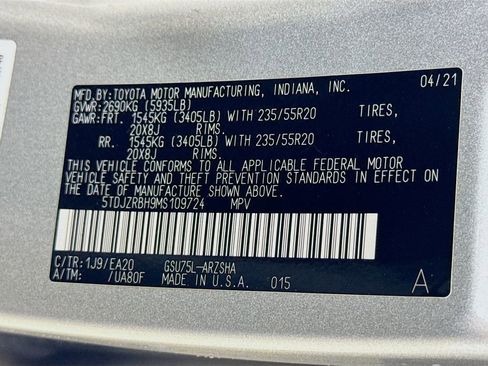 MFD.BY:TOYOTA MOTOR MANUFACTURING, INDIANA, INC. 04/21
GVWR:2690KG (5935LB)
GAWR:FRT. 1545KG (3405LB) WITH 235/55R20 TIRES,
20X8J RIMS.
RR. 1545KG (3405LB) WITH 235/55R20 TIRES,
20X8J RIMS.
THIS VEHICLE CONFORMS TO ALL APPLICABLE FEDERAL MOTOR
VEHICLE SAFETY AND THEFT PREVENTION STANDARDS IN EFFECT ON THE
DATE OF MANUFACTURE SHOWN ABOVE.
5TDJZRBH9MS109724 MPV
C/TR:1J9/EA20 GSU75L-ARZSHA
A/TM: /UA80F MADE IN U.S.A. 015 A